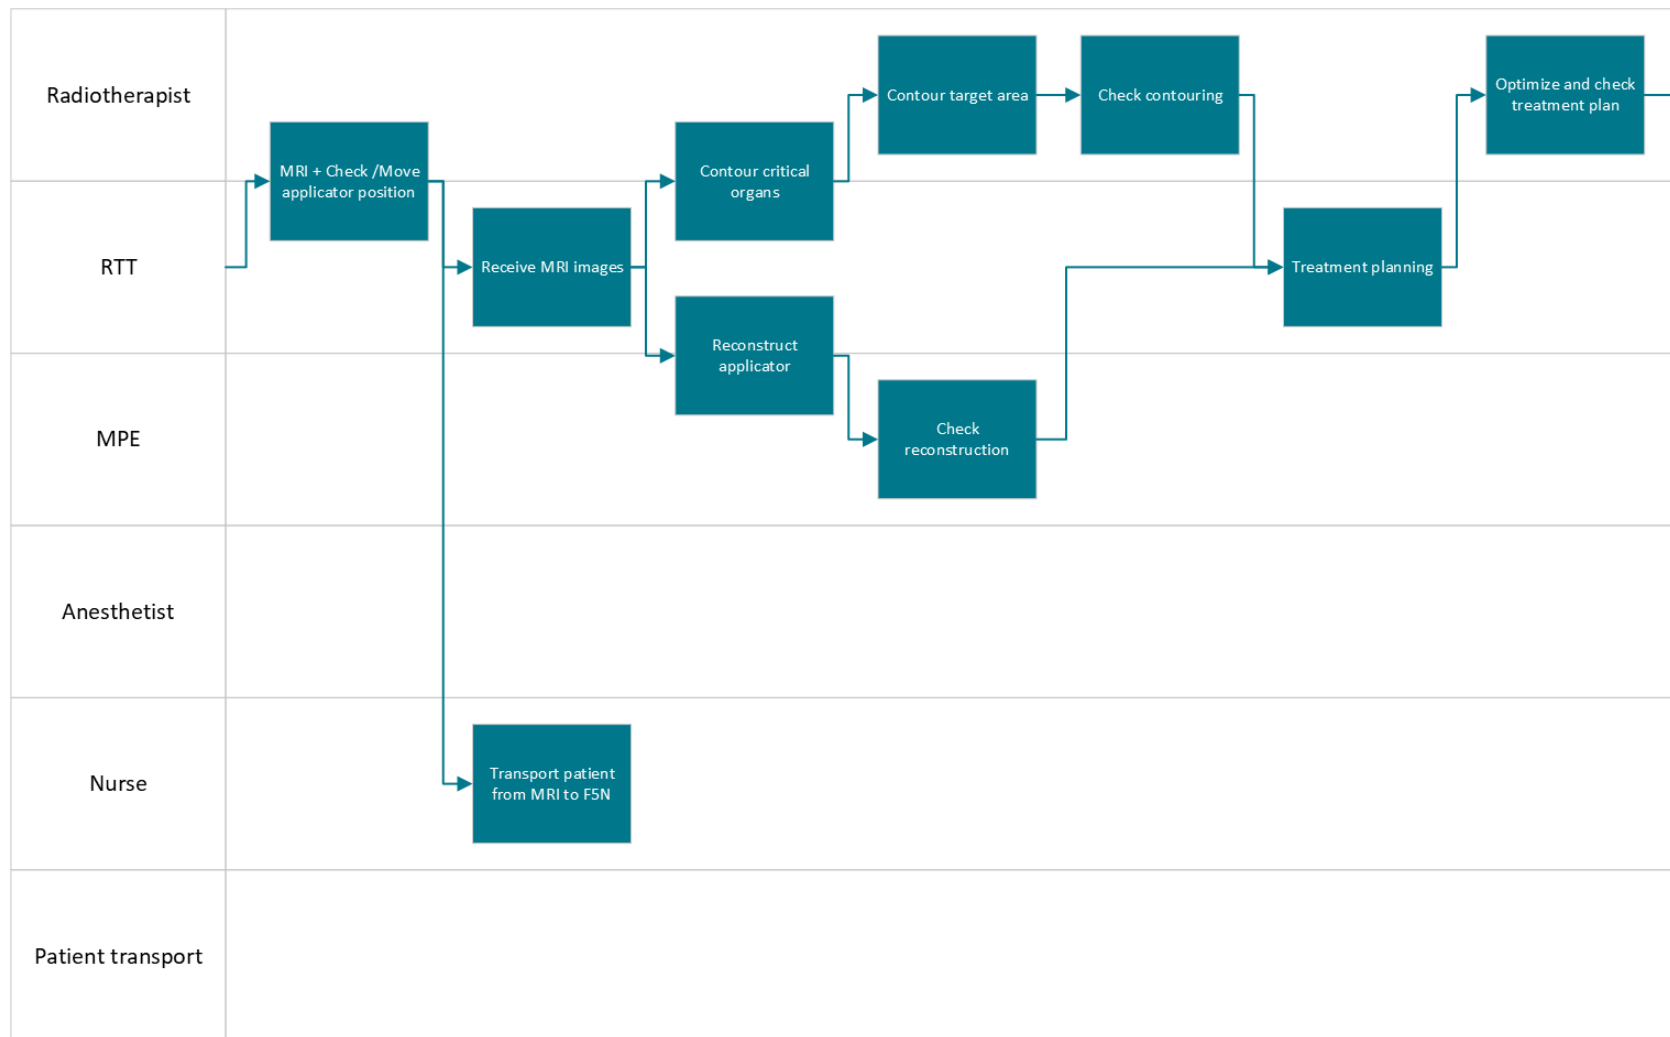 Radiotherapist
RTT
MPE
Anesthetist
Nurse
Patient transport
MRI + Check /Move
applicator position
Receive MRI images
Transport patient
from MRI to F5N
Contour critical
organs
Reconstruct
applicator
Contour target area
Check
reconstruction
Check contouring
Treatment planning
Optimize and check
treatment plan